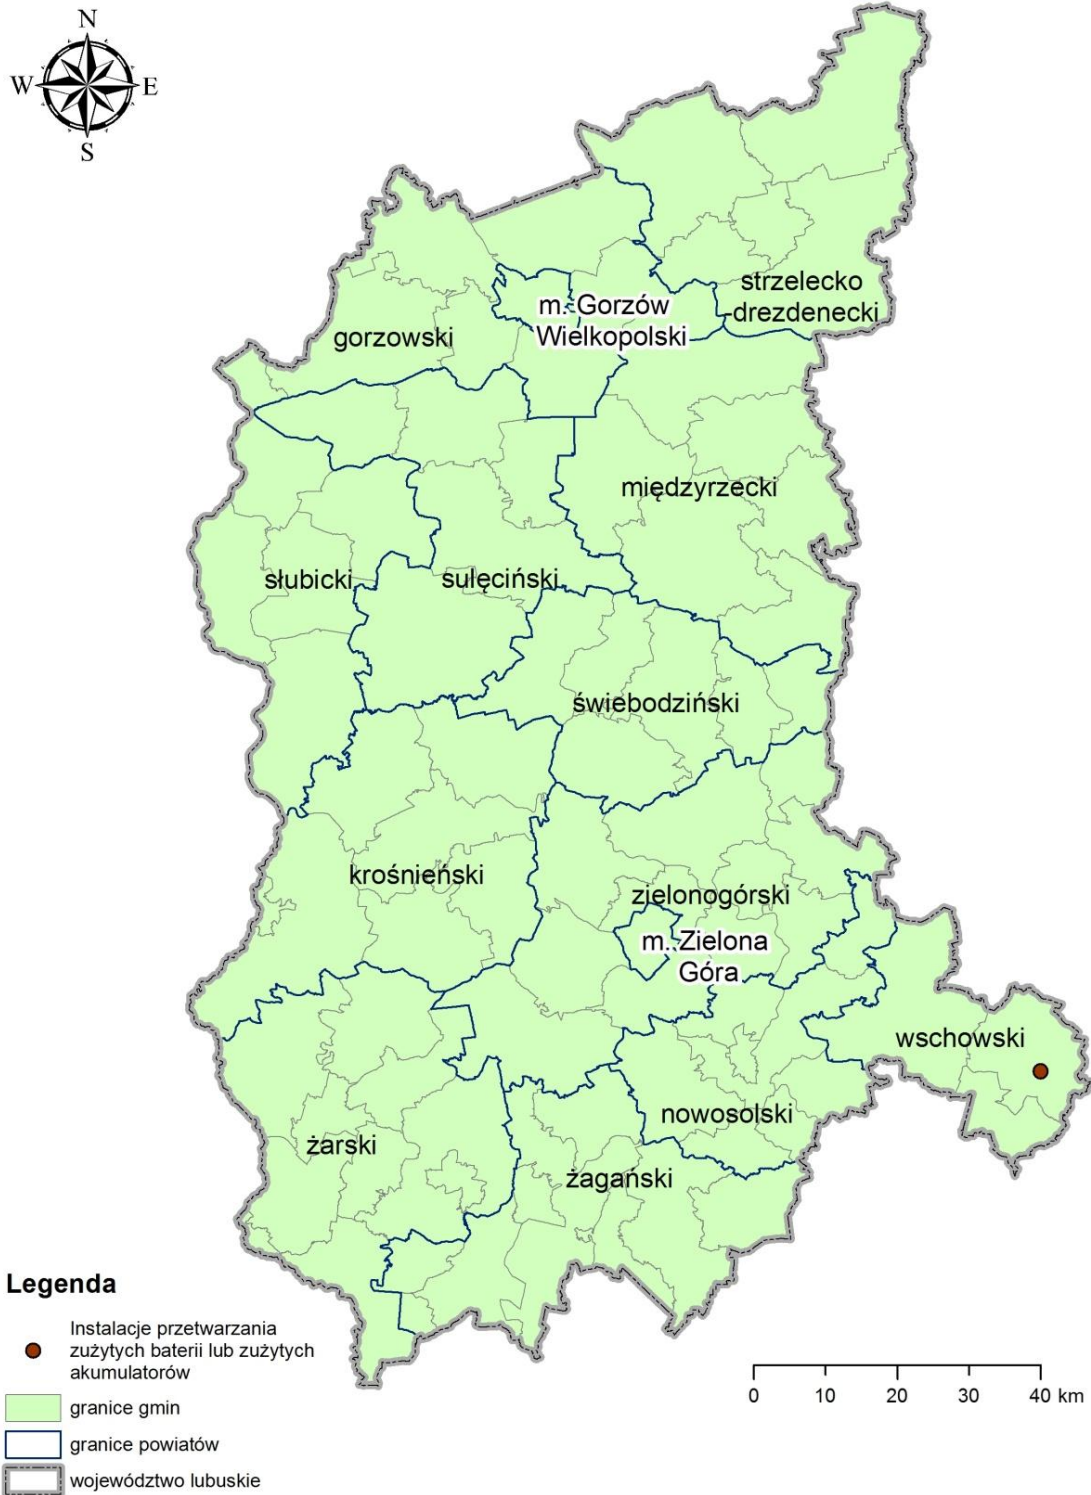 N
W E
S
strzelecko
-drezdenecki
m. Gorzów
Wielkopolski
gorzowski
międzyrzecki
słubicki
sulęciński
świebodziński
krośnieński
zielonogórski
m. Zielona
Góra
wschowski
nowosolski
żarski
żagański
Legenda
Instalacje przetwarzania
zużytych baterii lub zużytych
akumulatorów
granice gmin
granice powiatów
województwo lubuskie
0 10 20 30 40 km